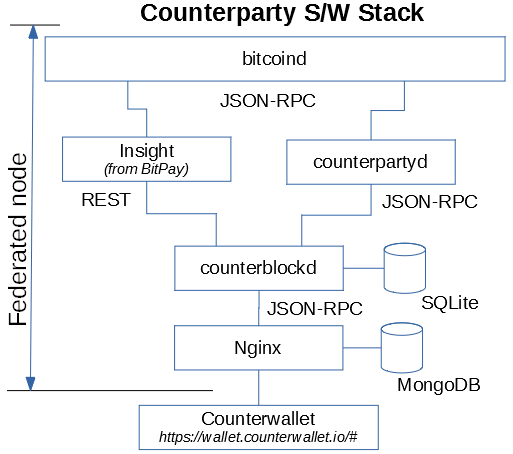 Counterparty S/W Stack
bitcoind
JSON-RPC
Insight
(from BitPay)
counterpartyd
REST
JSON-RPC
Federated node
counterblockd
SQLite
JSON-RPC
Nginx
MongoDB
Counterwallet
https://wallet.counterwallet.io/#